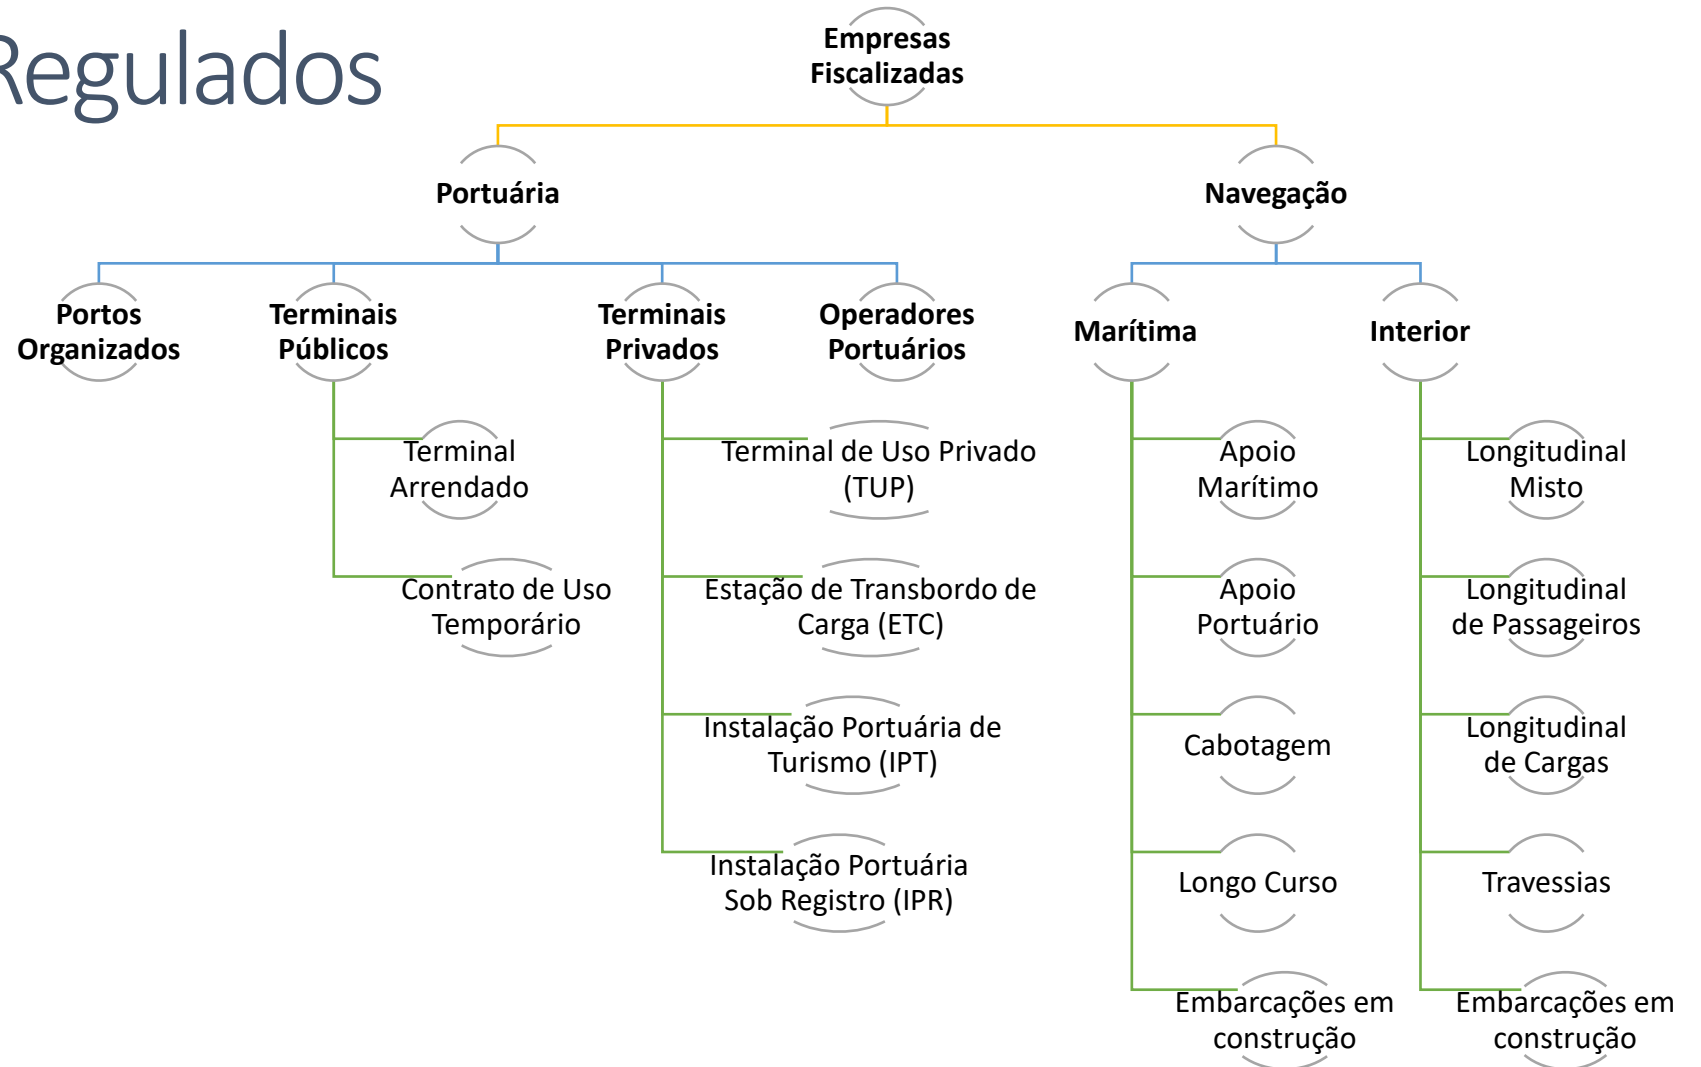 Regulados
Empresas
Fiscalizadas
Portuária
Navegação
Portos
Organizados
Terminais
Públicos
Terminais
Privados
Operadores
Portuários
Marítima
Interior
Terminal
Arrendado
Contrato de Uso
Temporário
Terminal de Uso Privado
(TUP)
Estação de Transbordo de
Carga (ETC)
Instalação Portuária de
Turismo (IPT)
Instalação Portuária
Sob Registro (IPR)
Apoio
Marítimo
Apoio
Portuário
Cabotagem
Longo Curso
Embarcações em
construção
Longitudinal
Misto
Longitudinal
de Passageiros
Longitudinal
de Cargas
Travessias
Embarcações em
construção